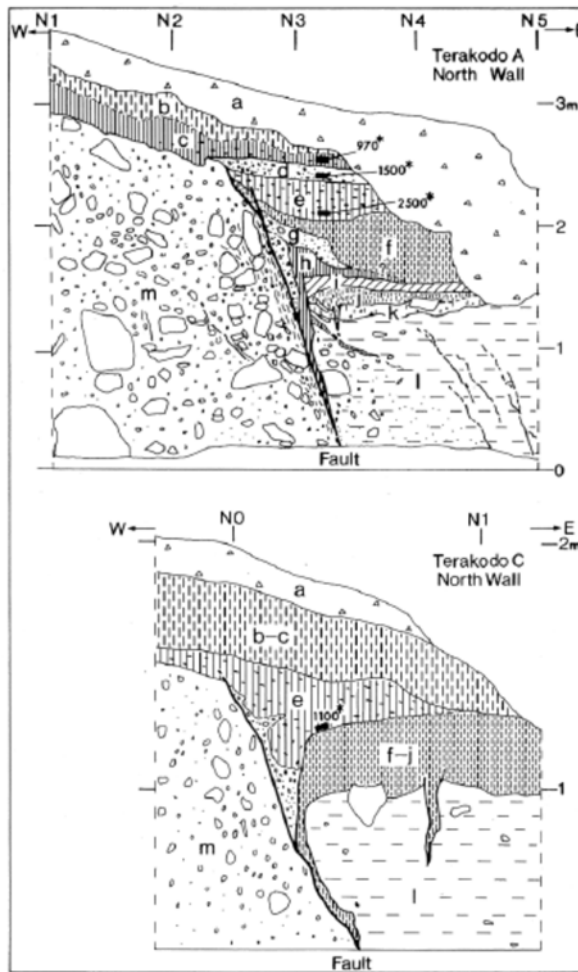 N1 N2 N3 N4 N5
W E
Terakodo A
North Wall
3m
a
b
c
970*
d
1500*
e
2500*
2
g
f
h
i
j
k
m
1
l
Fault
0
N0 N1
W E
2m
Terakodo C
North Wall
a
b-c
e
1100*
f-j
1
m
l
Fault